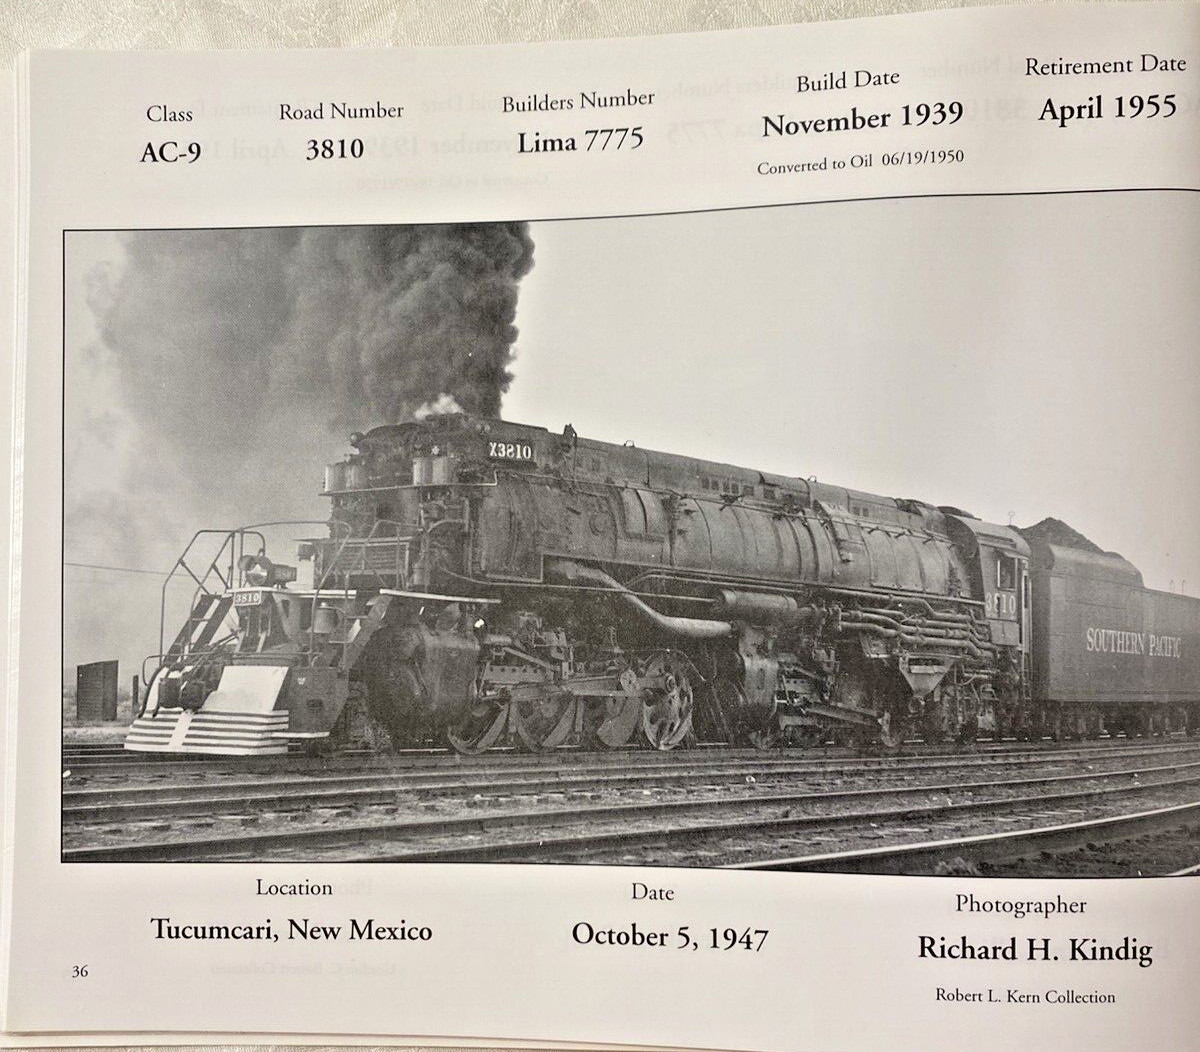 Class
AC-9
Road Number
3810
Builders Number
Lima 7775
Build Date
November 1939
Converted to Oil 06/19/1950
Retirement Date
April 1955
X3810
3810
3810
SOUTHERN PACIFIC
Location
Tucumcari, New Mexico
Date
October 5, 1947
Photographer
Richard H. Kindig
Robert L. Kern Collection
36